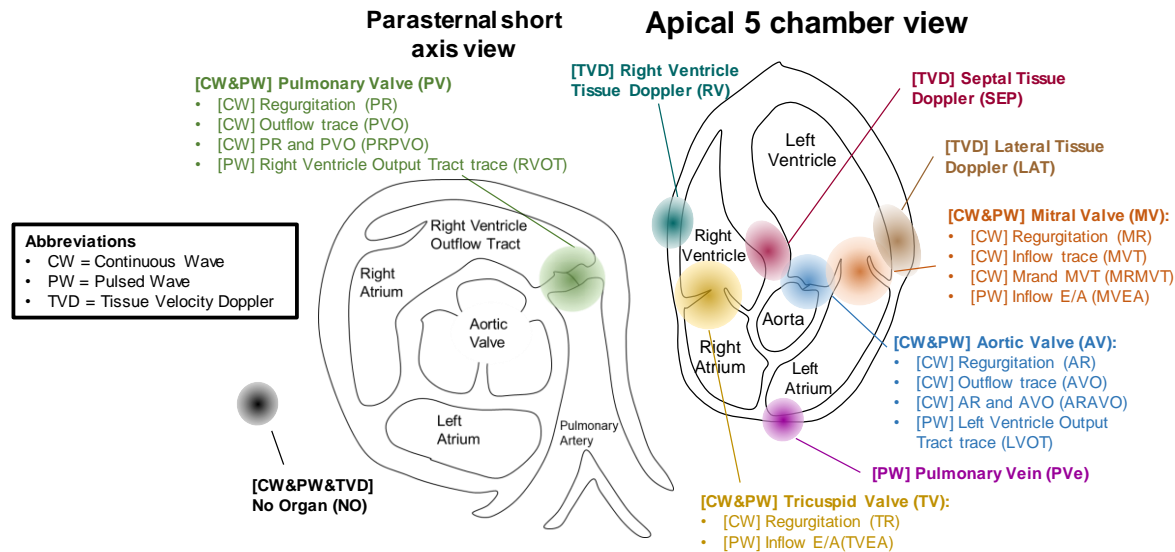 Parasternal short
axis view
Apical 5 chamber view
[CW&PW] Pulmonary Valve (PV)
• [CW] Regurgitation (PR)
• [CW] Outflow trace (PVO)
• [CW] PR and PVO (PRPVO)
• [PW] Right Ventricle Output Tract trace (RVOT)
[TVD] Right Ventricle
Tissue Doppler (RV)
[TVD] Septal Tissue
Doppler (SEP)
[TVD] Lateral Tissue
Doppler (LAT)
Left
Ventricle
Abbreviations
• CW = Continuous Wave
• PW = Pulsed Wave
• TVD = Tissue Velocity Doppler
Right Ventricle
Outflow Tract
Right
Atrium
Aortic
Valve
Left
Atrium
Pulmonary
Artery
Right
Ventricle
Aorta
Right
Atrium
Left
Atrium
[CW&PW] Mitral Valve (MV):
• [CW] Regurgitation (MR)
• [CW] Inflow trace (MVT)
• [CW] Mrand MVT (MRMVT)
• [PW] Inflow E/A (MVEA)
[CW&PW] Aortic Valve (AV):
• [CW] Regurgitation (AR)
• [CW] Outflow trace (AVO)
• [CW] AR and AVO (ARAVO)
• [PW] Left Ventricle Output
Tract trace (LVOT)
[PW] Pulmonary Vein (PVe)
[CW&PW&TVD]
No Organ (NO)
[CW&PW] Tricuspid Valve (TV):
• [CW] Regurgitation (TR)
• [PW] Inflow E/A(TVEA)